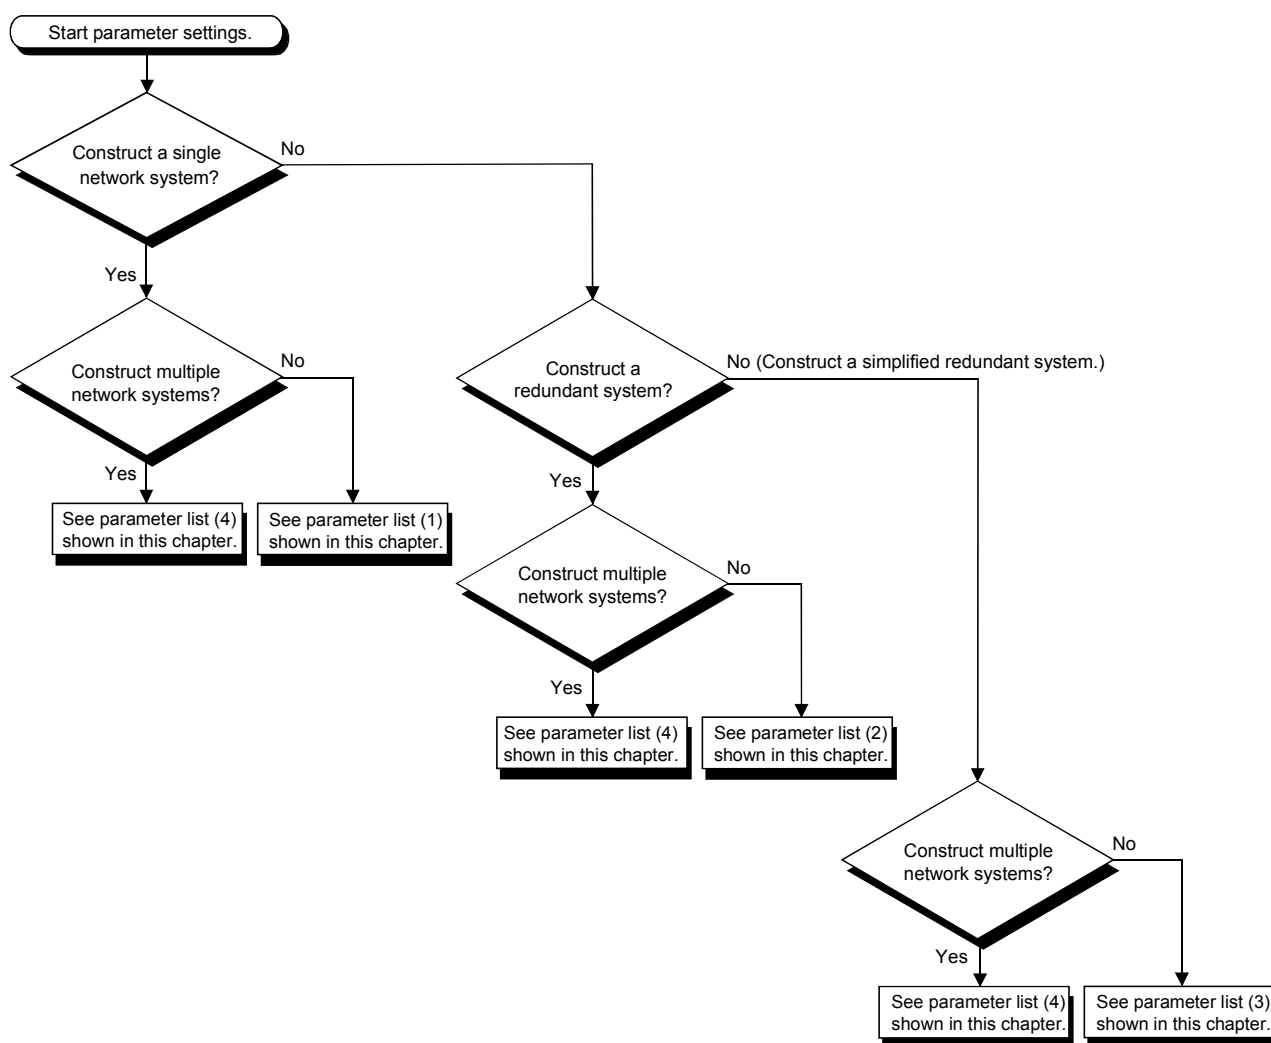 Start parameter settings.
Construct a single
network system?
No
Yes
Construct multiple
network systems?
No
Yes
See parameter list (4)
shown in this chapter.
See parameter list (1)
shown in this chapter.
Construct a
redundant system?
No (Construct a simplified redundant system.)
Yes
Construct multiple
network systems?
No
Yes
See parameter list (4)
shown in this chapter.
See parameter list (2)
shown in this chapter.
Construct multiple
network systems?
No
Yes
See parameter list (4)
shown in this chapter.
See parameter list (3)
shown in this chapter.